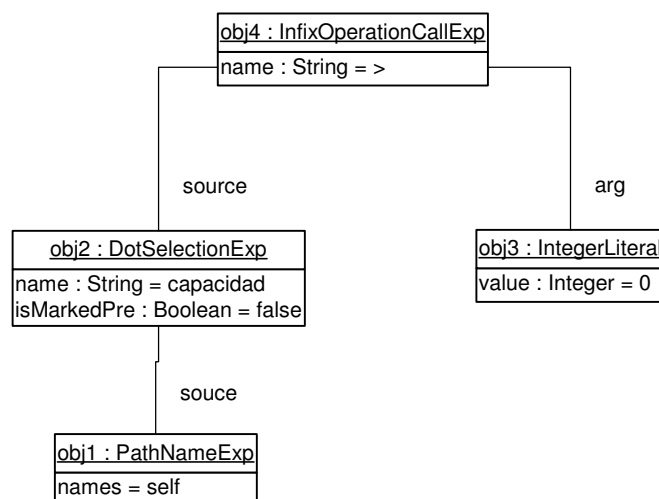 obj4 : InfixOperationCallExp
name : String = >
source
arg
obj2 : DotSelectionExp
name : String = capacidad
isMarkedPre : Boolean = false
obj3 : IntegerLiteral
value : Integer = 0
souce
obj1 : PathNameExp
names = self